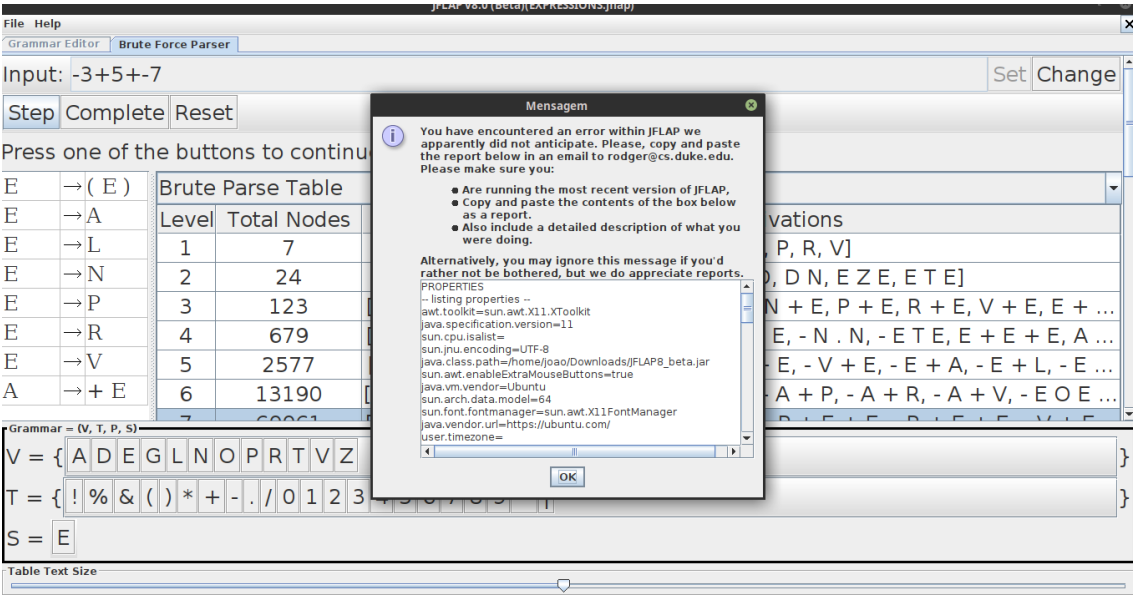 JFLAP v8.0 (Beta)(EXPRESSIONS.jflap)
File Help
Grammar Editor Brute Force Parser
Input: -3+5+-7
Set Change
Step Complete Reset
Press one of the buttons to continu
E → ( E )
E → A
E → L
E → N
E → P
E → R
E → V
A → + E
Brute Parse Table
Level Total Nodes vations
1 7 , P, R, V]
2 24 D, D N, E Z E, E T E]
3 123 [ N + E, P + E, R + E, V + E, E + ...
4 679 [ E, - N . N, - E T E, E + E + E, A ...
5 2577 - E, - V + E, - E + A, - E + L, - E ...
6 13190 [ - A + P, - A + R, - A + V, - E O E ...
Mensagem
You have encountered an error within JFLAP we
apparently did not anticipate. Please, copy and paste
the report below in an email to rodger@cs.duke.edu.
Please make sure you:
● Are running the most recent version of JFLAP,
● Copy and paste the contents of the box below
as a report.
● Also include a detailed description of what you
were doing.
Alternatively, you may ignore this message if you'd
rather not be bothered, but we do appreciate reports.
PROPERTIES
-- listing properties --
awt.toolkit=sun.awt.X11.XToolkit
java.specification.version=11
sun.cpu.isalist=
sun.jnu.encoding=UTF-8
java.class.path=/home/joao/Downloads/JFLAP8_beta.jar
sun.awt.enableExtraMouseButtons=true
java.vm.vendor=Ubuntu
sun.arch.data.model=64
sun.font.fontmanager=sun.awt.X11FontManager
java.vendor.url=https://ubuntu.com/
user.timezone=
OK
Grammar = (V, T, P, S)
V = { A D E G L N O P R T V Z }
T = { ! % & ( ) * + - . / 0 1 2 3 }
S = E
Table Text Size